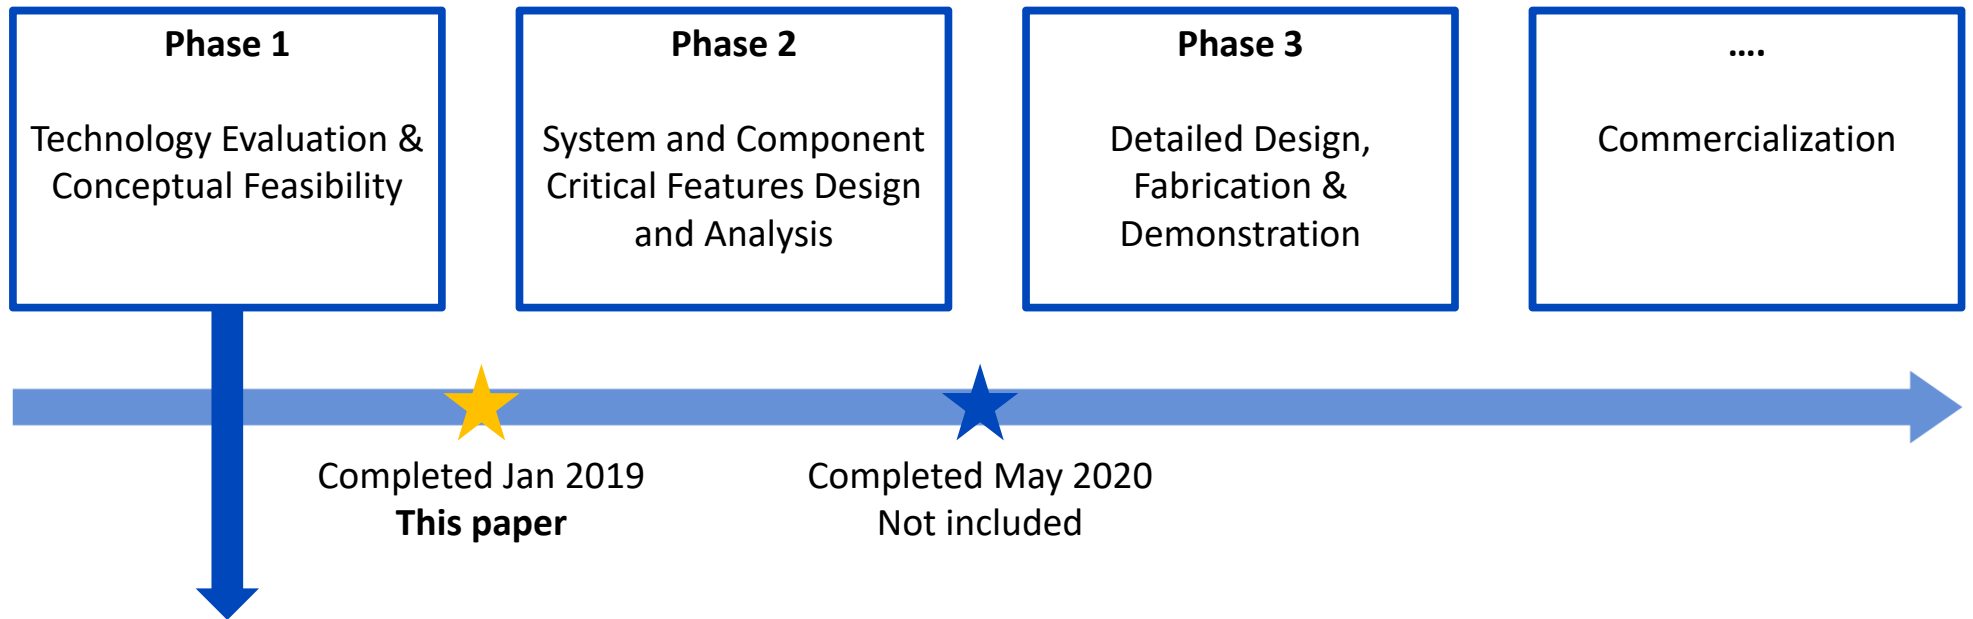 Phase 1
Technology Evaluation &
Conceptual Feasibility
Phase 2
System and Component
Critical Features Design
and Analysis
Phase 3
Detailed Design,
Fabrication &
Demonstration
....
Commercialization
Completed Jan 2019
This paper
Completed May 2020
Not included